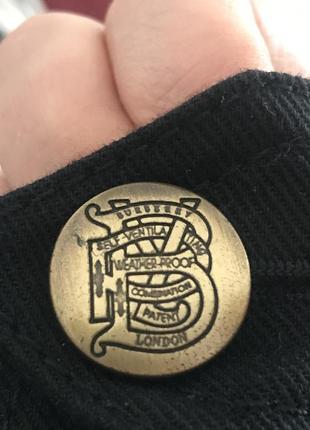 BURBERRY
SELF-VENTILATING
WEATHER-PROOF
COMBINATION
PATENT
LONDON